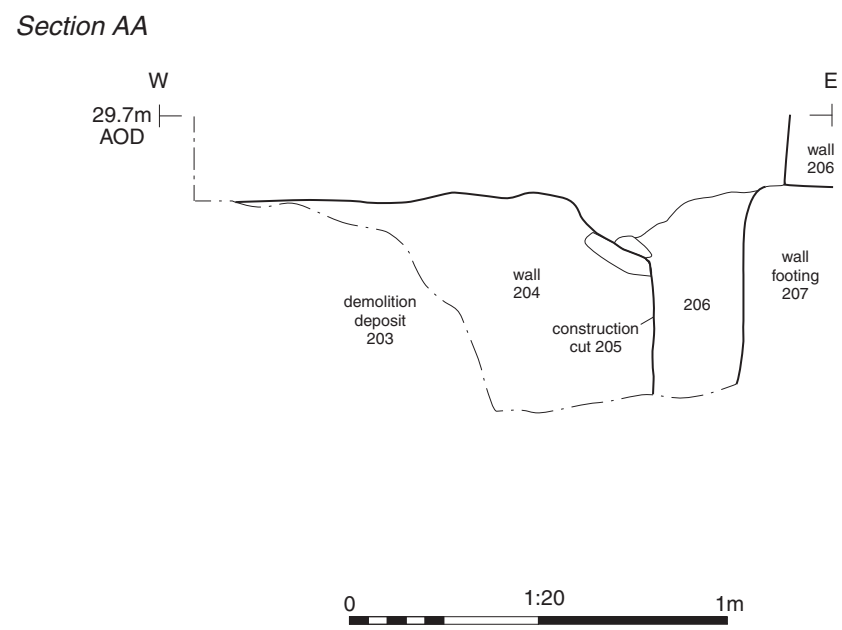 Section AA
W
E
29.7m
AOD
wall
206
wall
204
wall
footing
207
demolition
deposit
203
206
construction
cut 205
0
1:20
1m